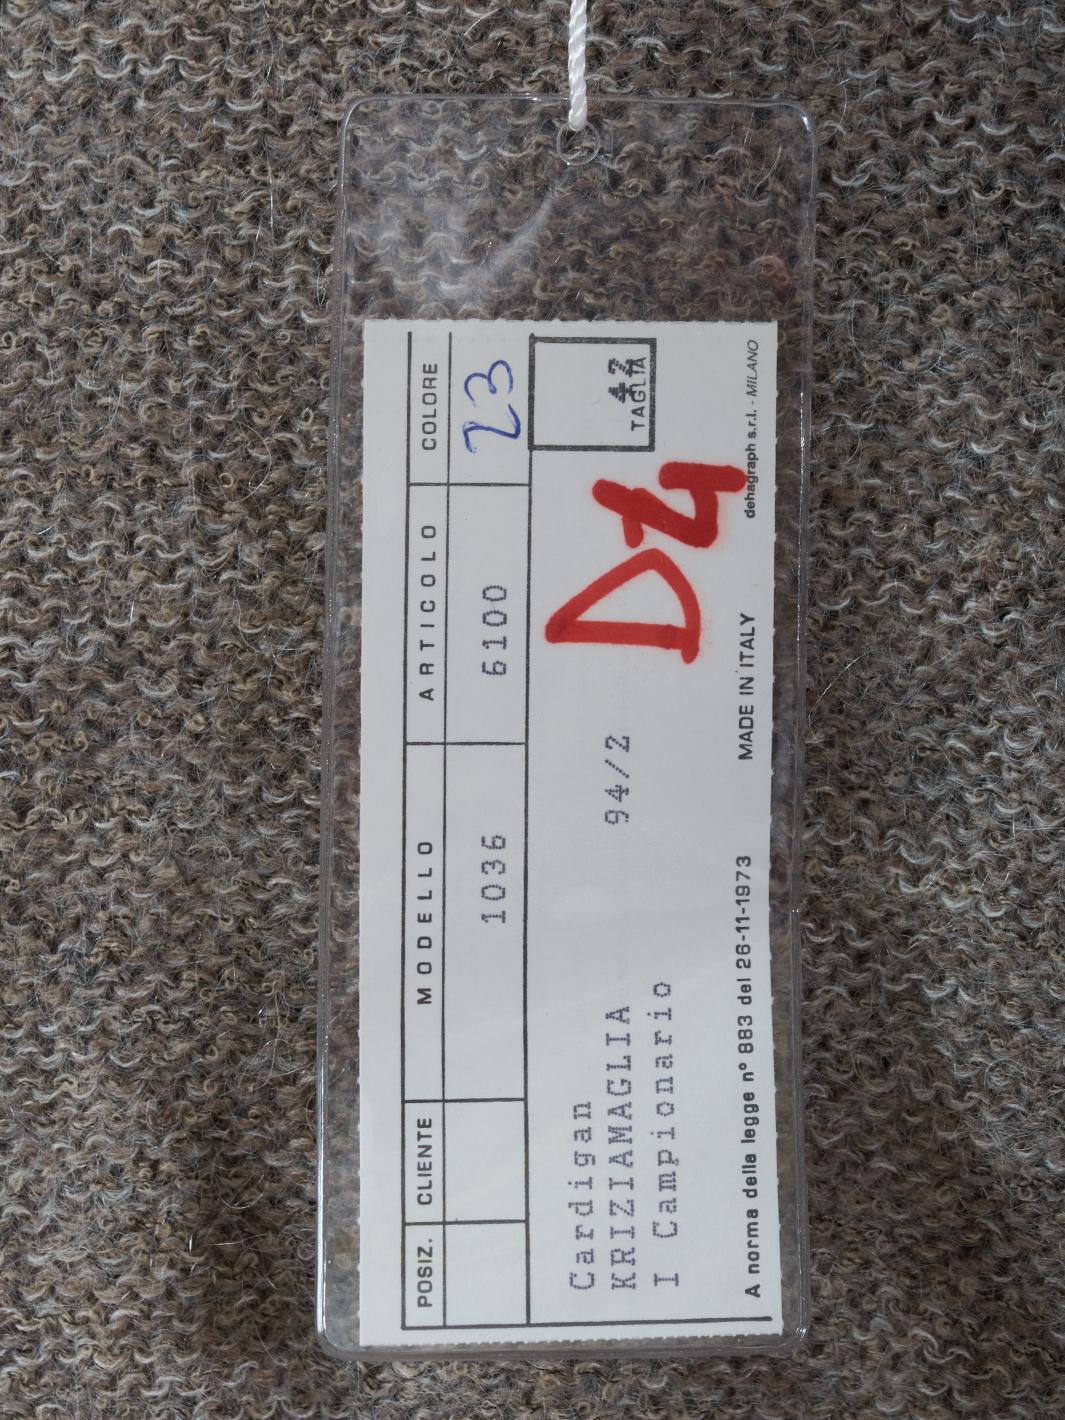 POSIZ. CLIENTE MODELLO ARTICOLO COLORE
1036 6100 23
TAGLIA
42
Cardigan
KRIZIAMAGLIA 94/2
I Campionario
D4
A norma della legge n° 883 del 26-11-1973 MADE IN ITALY dehagraph s.r.l. - MILANO